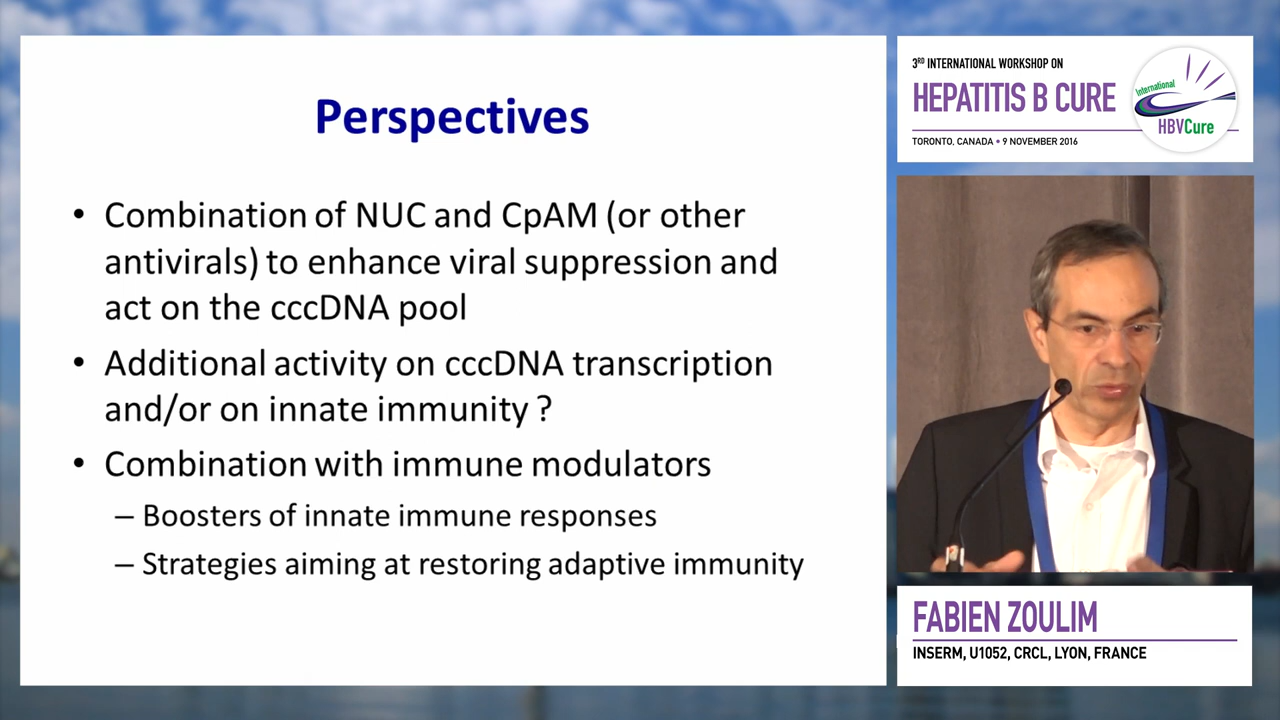 Perspectives
• Combination of NUC and CpAM (or other
antivirals) to enhance viral suppression and
act on the cccDNA pool
• Additional activity on cccDNA transcription
and/or on innate immunity ?
• Combination with immune modulators
– Boosters of innate immune responses
– Strategies aiming at restoring adaptive immunity
3RD INTERNATIONAL WORKSHOP ON
HEPATITIS B CURE
TORONTO, CANADA • 9 NOVEMBER 2016
International
HBVCure
FABIEN ZOULIM
INSERM, U1052, CRCL, LYON, FRANCE